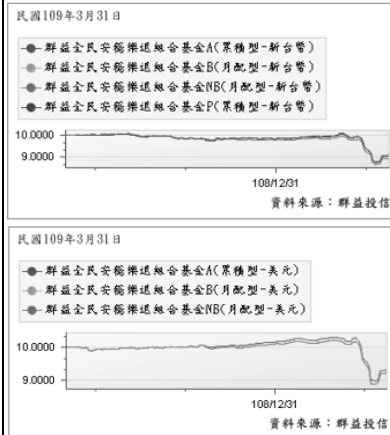 民國109年3月31日
群益全民安穩樂退組合基金A(累積型-新台幣)
群益全民安穩樂退組合基金B(月配型-新台幣)
群益全民安穩樂退組合基金NB(月配型-新台幣)
群益全民安穩樂退組合基金P(累積型-新台幣)
10.0000
9.0000
108/12/31
資料來源：群益投信
民國109年3月31日
群益全民安穩樂退組合基金A(累積型-美元)
群益全民安穩樂退組合基金B(月配型-美元)
群益全民安穩樂退組合基金NB(月配型-美元)
10.0000
9.0000
108/12/31
資料來源：群益投信